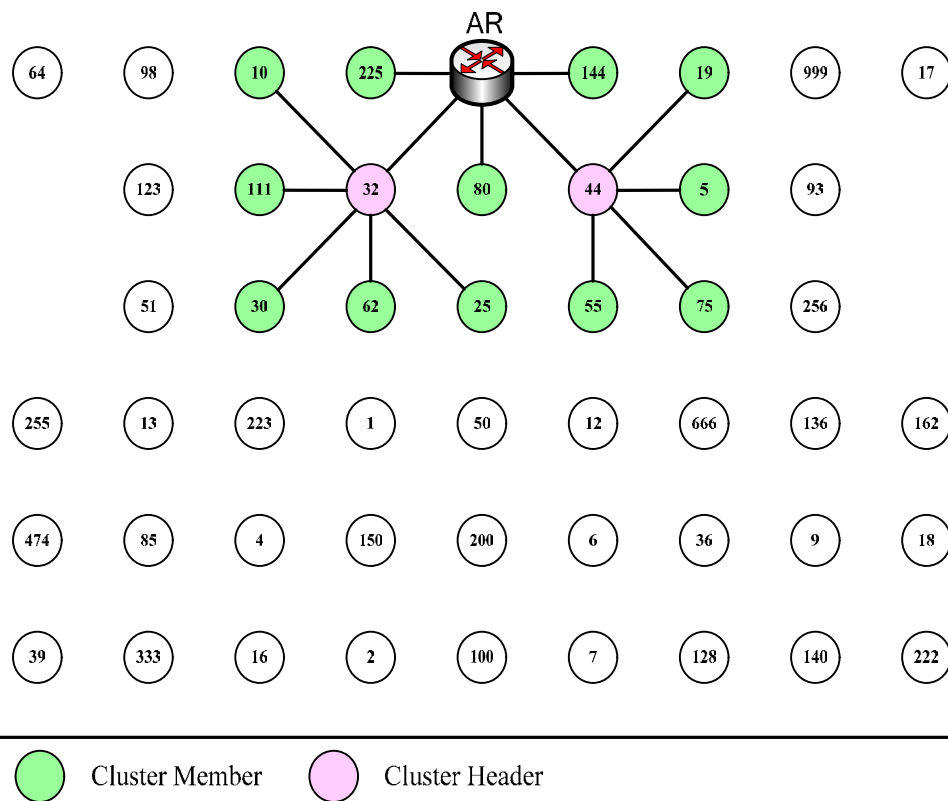 AR
64 98 10 225 144 19 999 17
123 111 32 80 44 5 93
51 30 62 25 55 75 256
255 13 223 1 50 12 666 136 162
474 85 4 150 200 6 36 9 18
39 333 16 2 100 7 128 140 222
Cluster Member Cluster Header